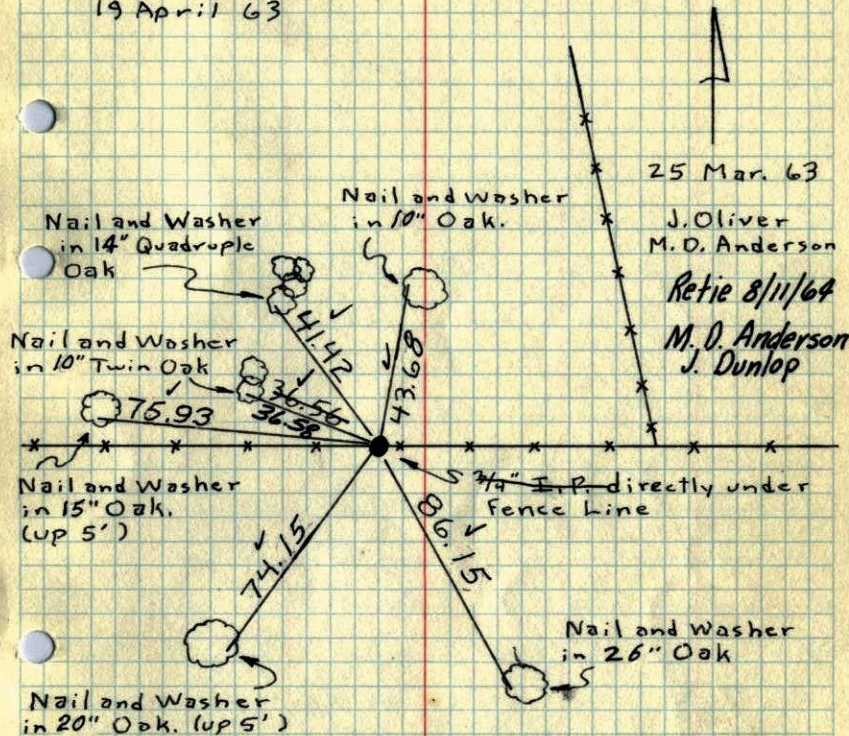 19 April 63
25 Mar. 63
J. Oliver
M. D. Anderson
Retie 8/11/64
M. D. Anderson
J. Dunlop
Nail and Washer
in 10" Oak.
Nail and Washer
in 14" Quadruple
Oak
41.42
43.68
Nail and Washer
in 10" Twin Oak
36.56
36.58
75.93
Nail and Washer
in 15" Oak.
(up 5')
3/4" I.P. directly under
Fence Line
86.15
74.15
Nail and Washer
in 26" Oak
Nail and Washer
in 20" Oak. (up 5')